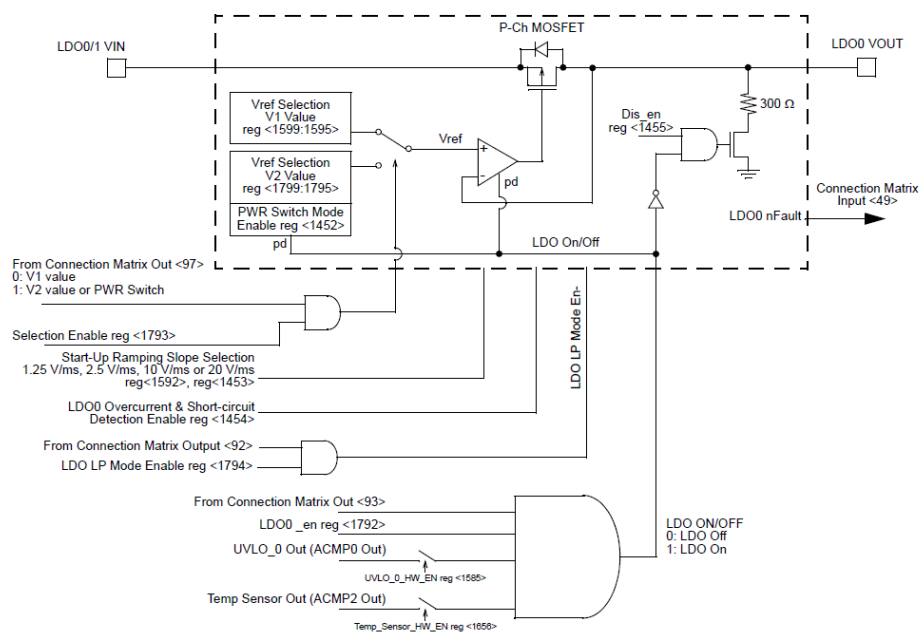 P-Ch MOSFET
LDO0/1 VIN
LDO0 VOUT
Vref Selection
V1 Value
reg <1599:1595>
Vref
+
-
pd
Vref Selection
V2 Value
reg <1799:1795>
PWR Switch Mode
Enable reg <1452>
pd
300 Ω
Dis_en
reg <1455>
Connection Matrix
Input <49>
LDO0 nFault
LDO On/Off
From Connection Matrix Out <97>
0: V1 value
1: V2 value or PWR Switch
Selection Enable reg <1793>
Start-Up Ramping Slope Selection
1.25 V/ms, 2.5 V/ms, 10 V/ms or 20 V/ms
reg<1592>, reg<1453>
LDO LP Mode En-
LDO0 Overcurrent & Short-circuit
Detection Enable reg <1454>
From Connection Matrix Output <92>
LDO LP Mode Enable reg <1794>
From Connection Matrix Out <93>
LDO0 _en reg <1792>
UVLO_0 Out (ACMP0 Out)
UVLO_0_HW_EN reg <1585>
Temp Sensor Out (ACMP2 Out)
Temp_Sensor_HW_EN reg <1656>
LDO ON/OFF
0: LDO Off
1: LDO On